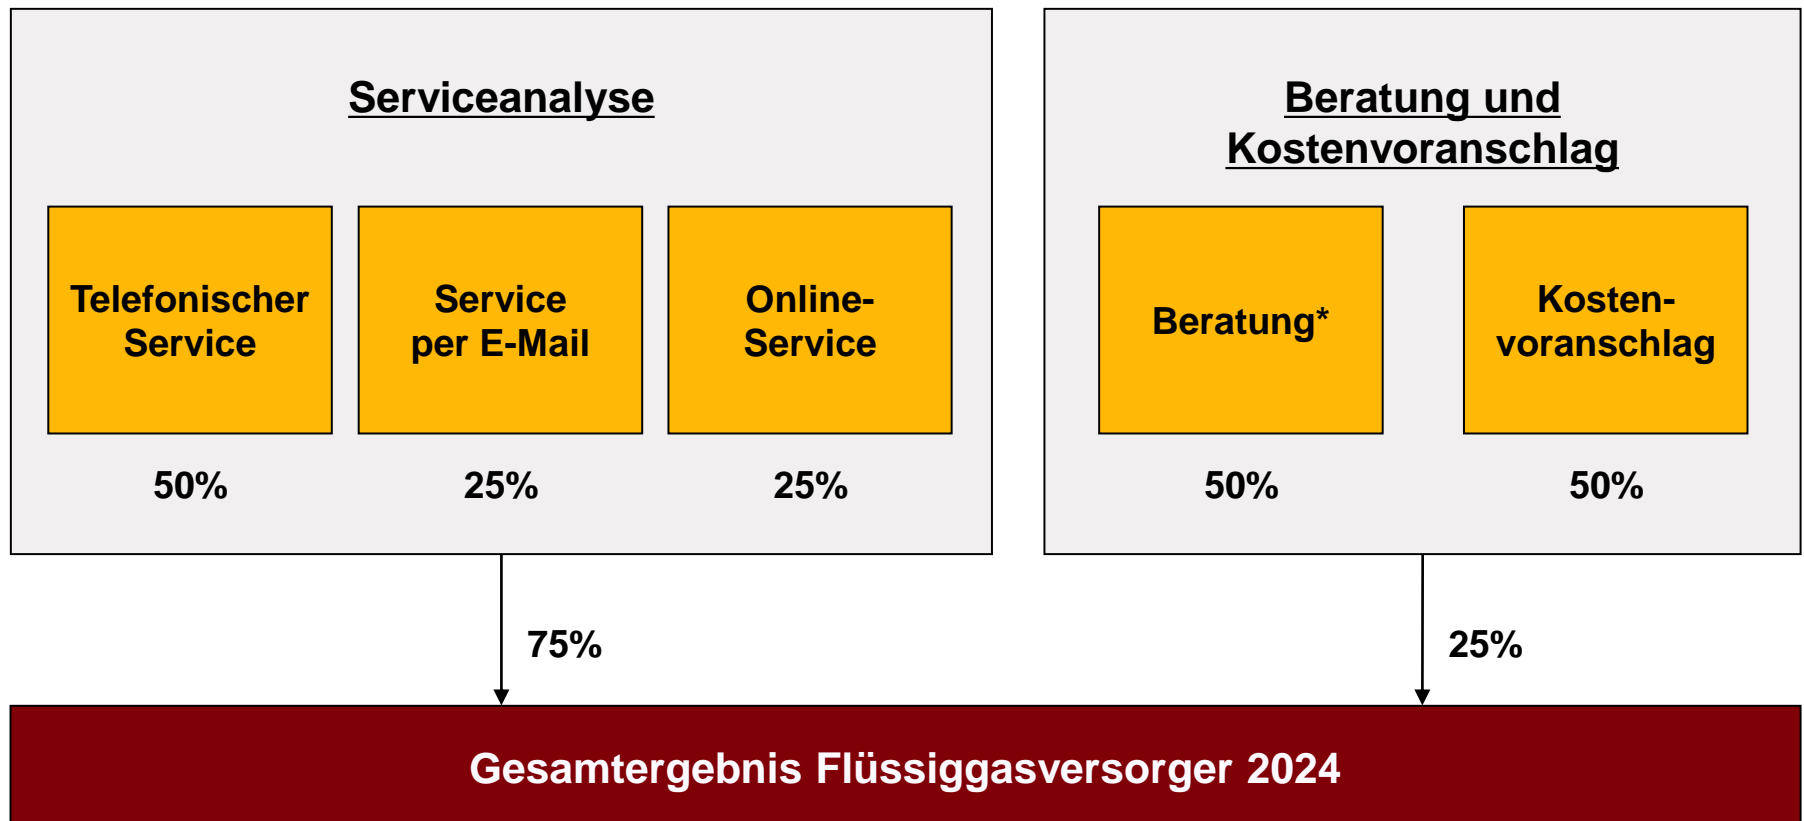 Serviceanalyse
Telefonischer
Service
50%
Service
per E-Mail
25%
Online-
Service
25%
75%
Beratung und
Kostenvoranschlag
Beratung*
50%
Kosten-
voranschlag
50%
25%
Gesamtergebnis Flüssiggasversorger 2024